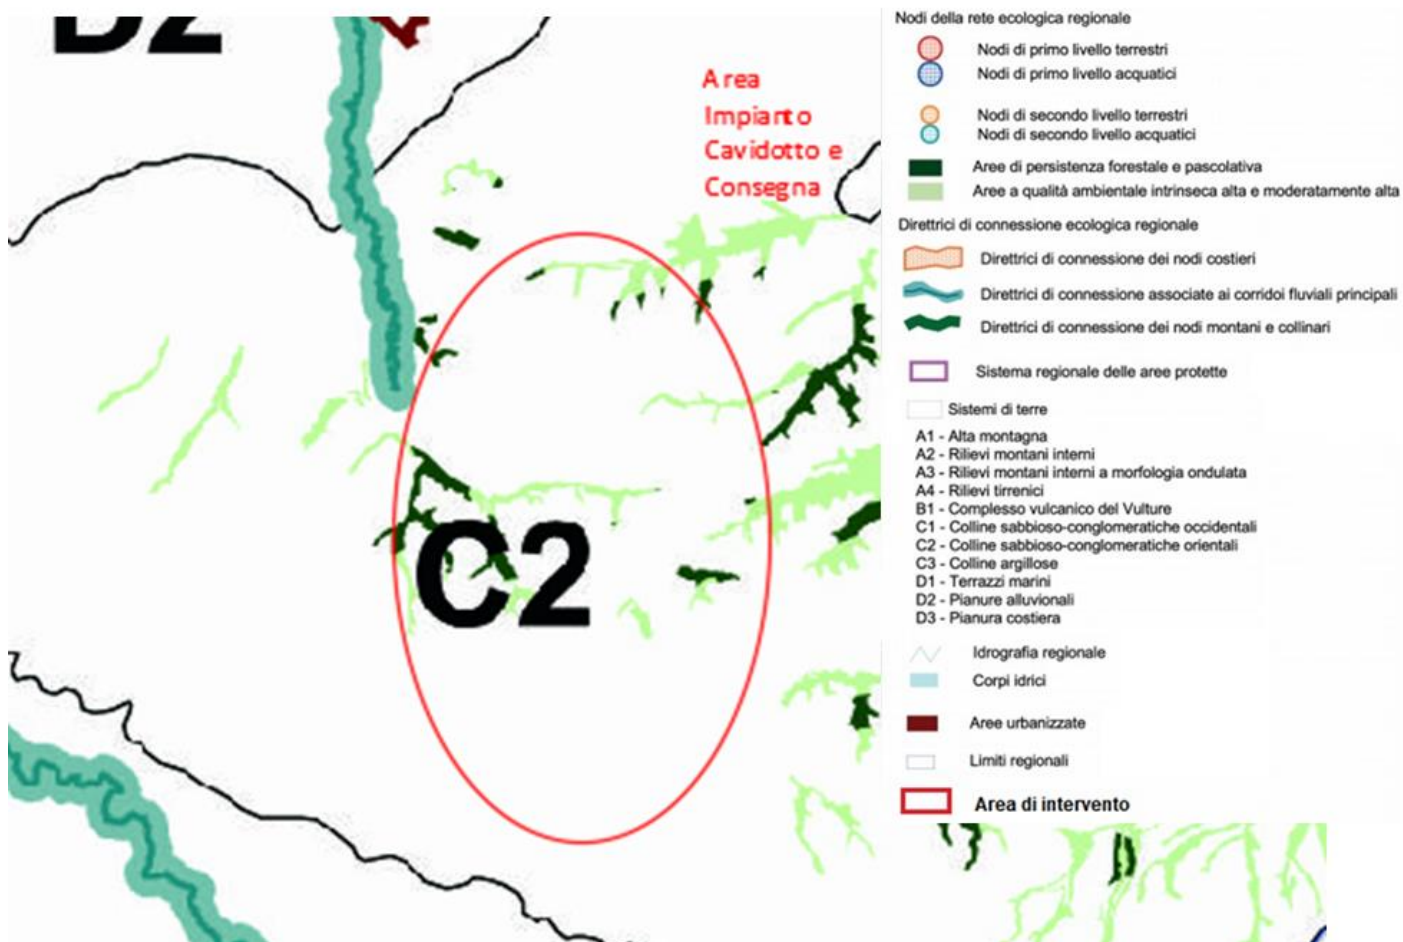 D2
Area
Impianto
Cavidotto e
Consegna
C2
Nodi della rete ecologica regionale
Nodi di primo livello terrestri
Nodi di primo livello acquatici
Nodi di secondo livello terrestri
Nodi di secondo livello acquatici
Aree di persistenza forestale e pascolativa
Aree a qualità ambientale intrinseca alta e moderatamente alta
Direttrici di connessione ecologica regionale
Direttrici di connessione dei nodi costieri
Direttrici di connessione associate ai corridoi fluviali principali
Direttrici di connessione dei nodi montani e collinari
Sistema regionale delle aree protette
Sistemi di terre
A1 - Alta montagna
A2 - Rilievi montani interni
A3 - Rilievi montani interni a morfologia ondulata
A4 - Rilievi tirrenici
B1 - Complesso vulcanico del Vulture
C1 - Colline sabbioso-conglomeratiche occidentali
C2 - Colline sabbioso-conglomeratiche orientali
C3 - Colline argillose
D1 - Terrazzi marini
D2 - Pianure alluvionali
D3 - Pianura costiera
Idrografia regionale
Corpi idrici
Aree urbanizzate
Limiti regionali
Area di intervento